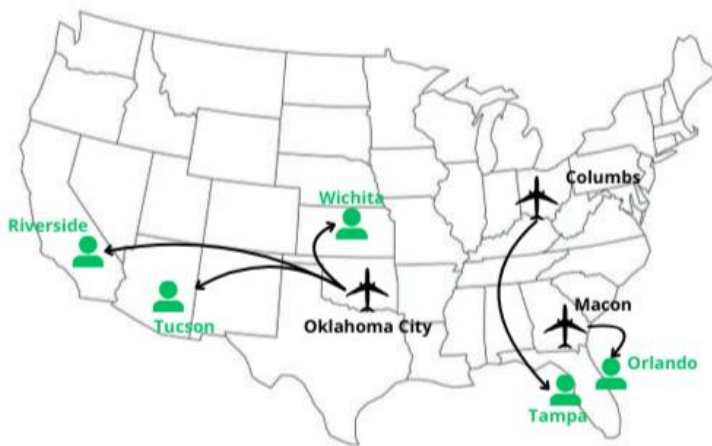 Columbs
Wichita
Riverside
Macon
Tucson
Oklahoma City
Orlando
Tampa